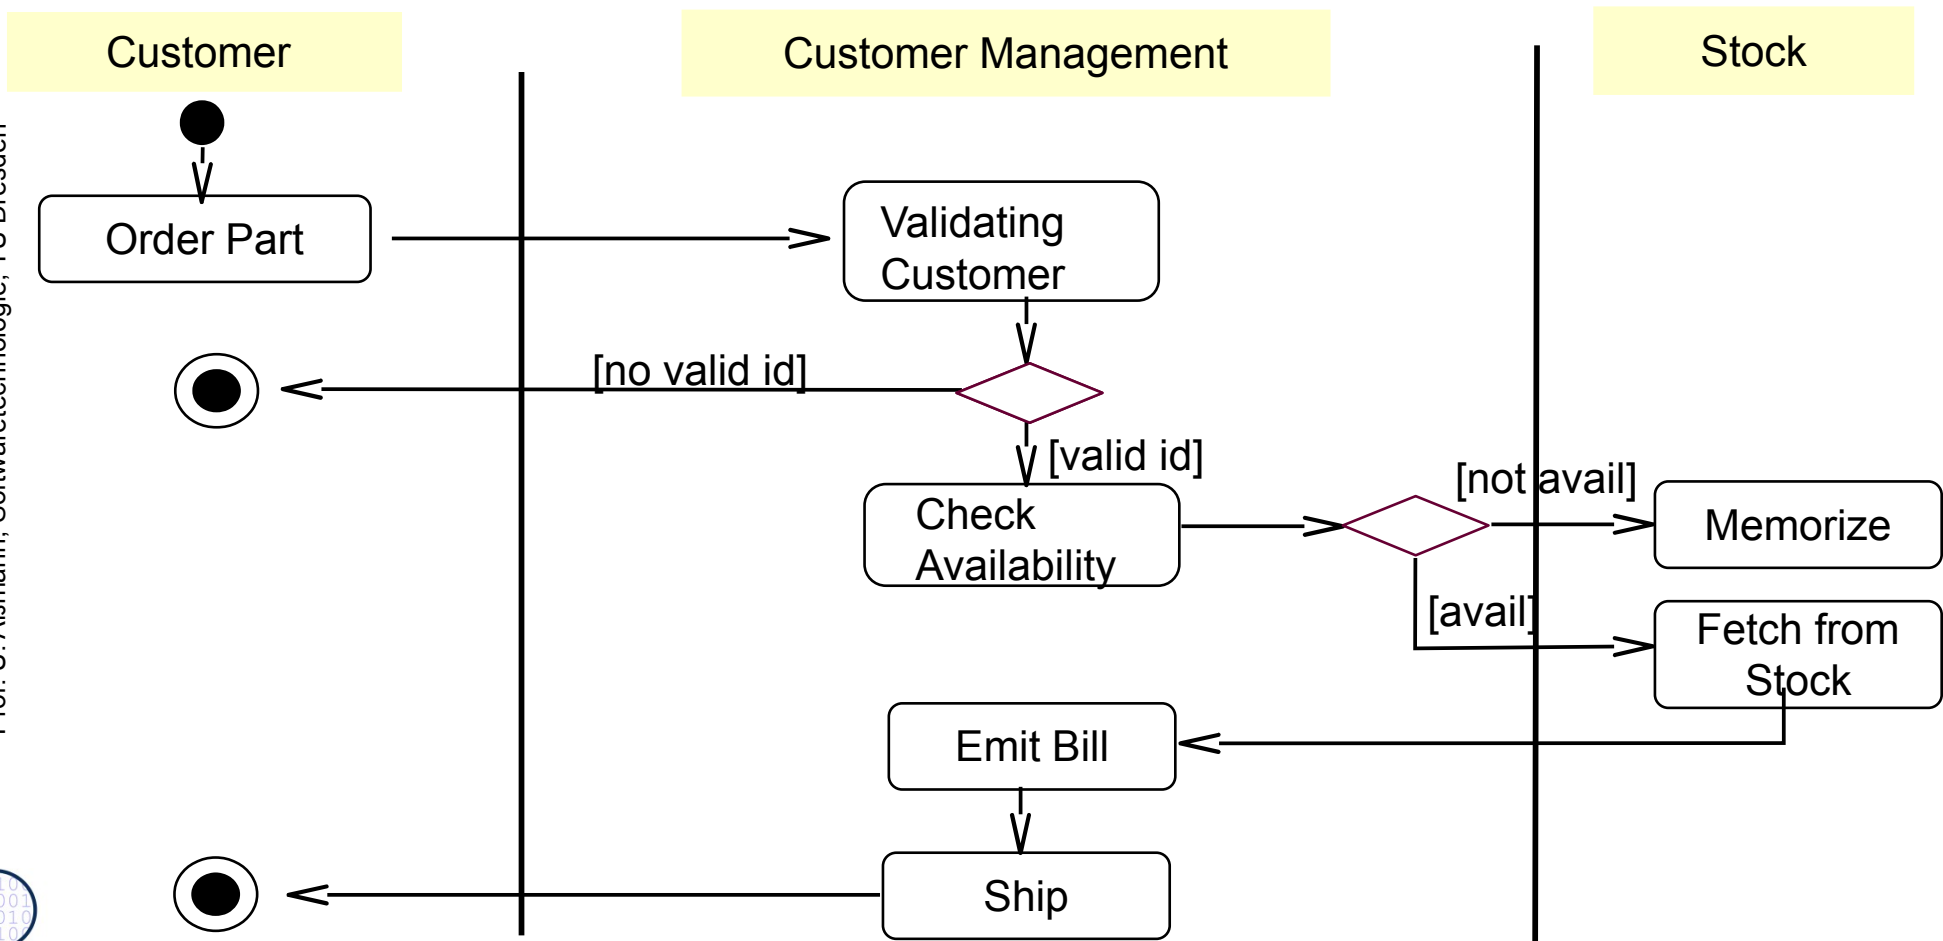 Customer
Customer Management
Stock
Order Part
Validating
Customer
[no valid id]
[valid id]
[not avail]
Check
Availability
Memorize
[avail]
Fetch from
Stock
Emit Bill
Ship